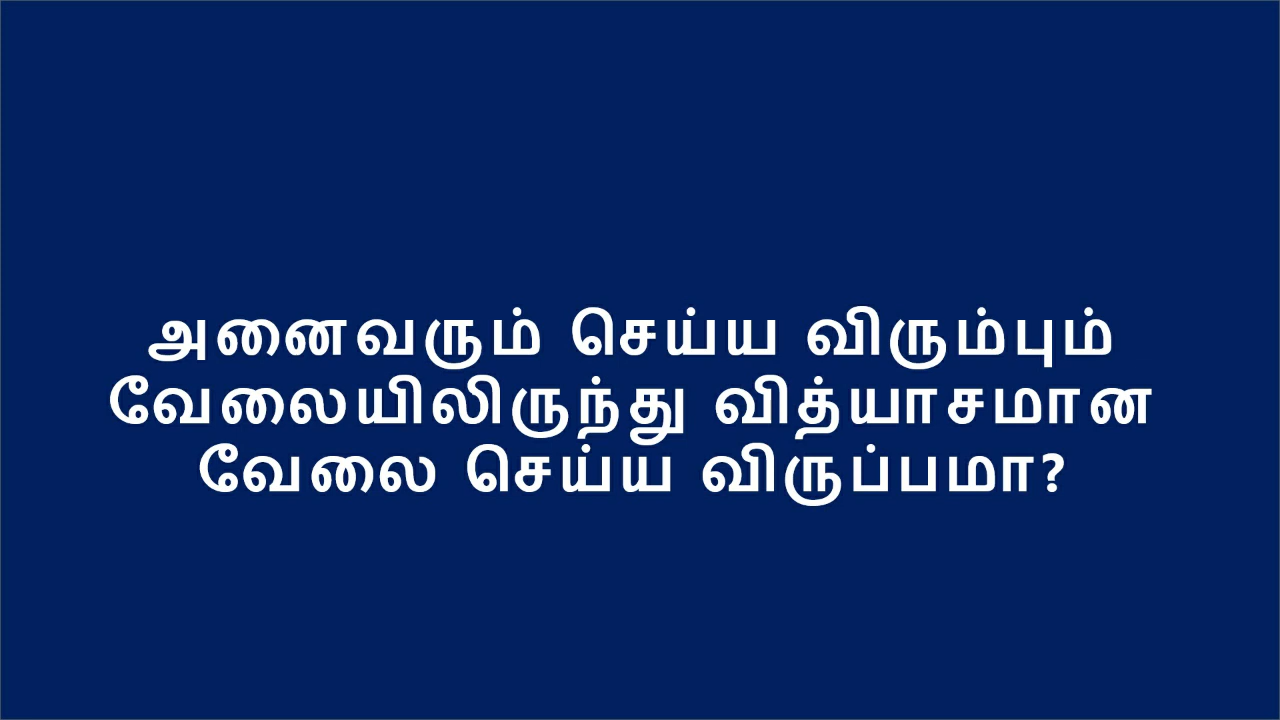 அனைவரும் செய்ய விரும்பும்
வேலையிலிருந்து வித்யாசமான
வேலை செய்ய விருப்பமா?